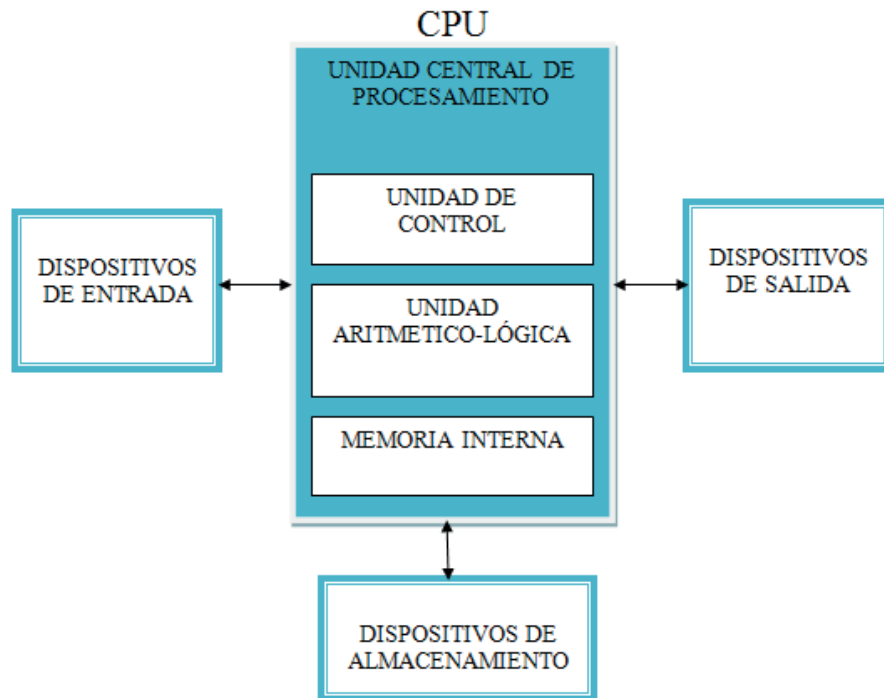 CPU
UNIDAD CENTRAL DE
PROCESAMIENTO
UNIDAD DE
CONTROL
DISPOSITIVOS
DE ENTRADA
UNIDAD
ARITMETICO-LÓGICA
DISPOSITIVOS
DE SALIDA
MEMORIA INTERNA
DISPOSITIVOS DE
ALMACENAMIENTO